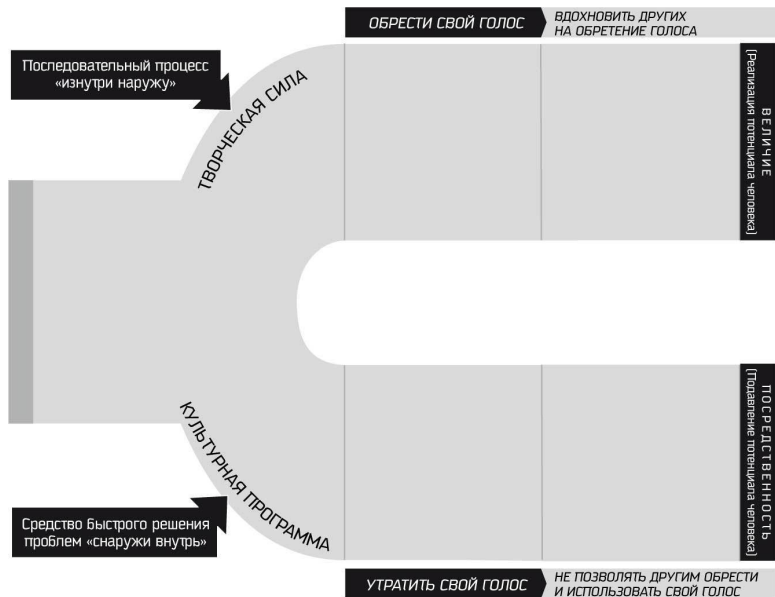 ОБРЕСТИ СВОЙ ГОЛОС
ВДОХНОВИТЬ ДРУГИХ
НА ОБРЕТЕНИЕ ГОЛОСА
Последовательный процесс
«изнутри наружу»
ТВОРЧЕСКАЯ СИЛА
ВЕЛИЧИЕ
(Реализация потенциала человека)
КУЛЬТУРНАЯ ПРОГРАММА
Средство быстрого решения
проблем «снаружи внутрь»
ПОСРЕДСТВЕННОСТЬ
(Подавление потенциала человека)
УТРАТИТЬ СВОЙ ГОЛОС
НЕ ПОЗВОЛЯТЬ ДРУГИМ ОБРЕСТИ
И ИСПОЛЬЗОВАТЬ СВОЙ ГОЛОС